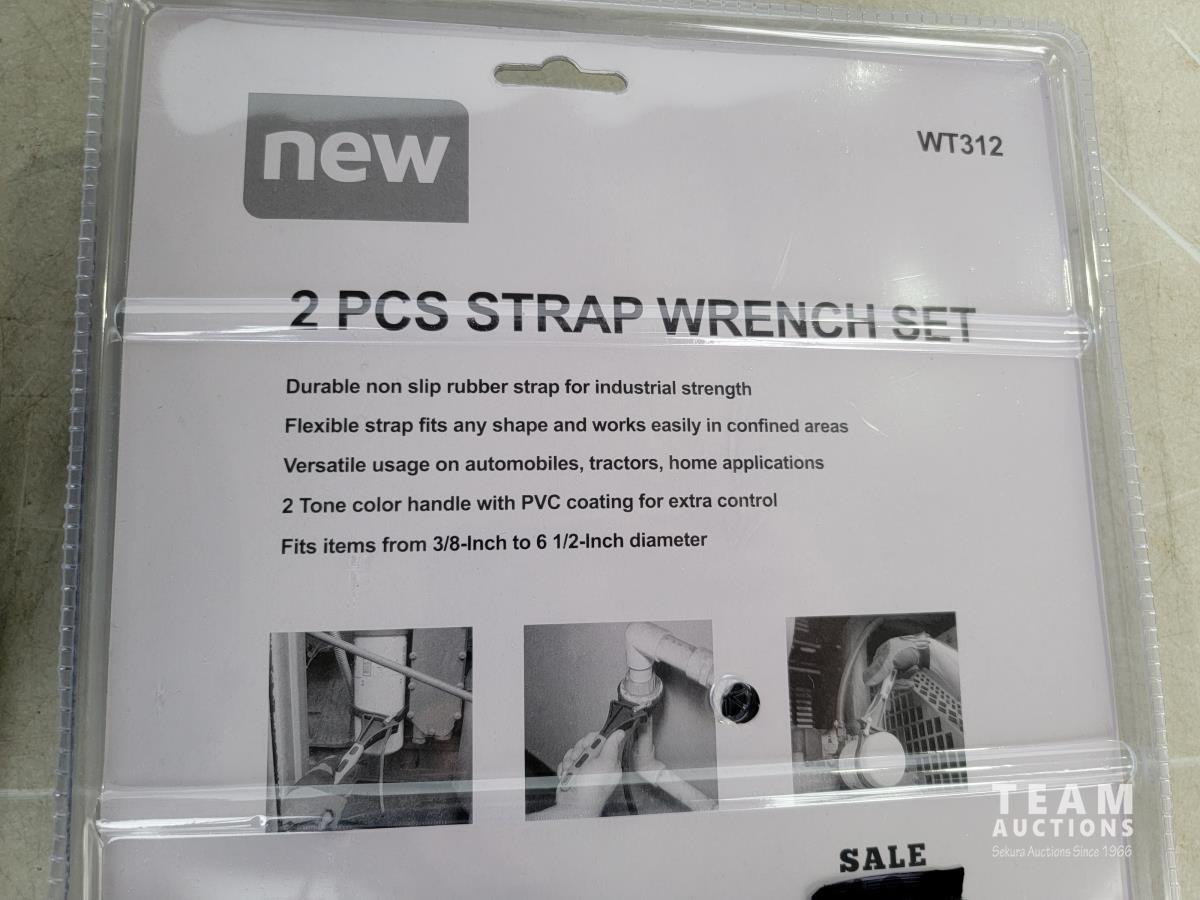 new
WT312
2 PCS STRAP WRENCH SET
Durable non slip rubber strap for industrial strength
Flexible strap fits any shape and works easily in confined areas
Versatile usage on automobiles, tractors, home applications
2 Tone color handle with PVC coating for extra control
Fits items from 3/8-Inch to 6 1/2-Inch diameter
TEAM
AUCTIONS
Sekura Auctions Since 1966
SALE